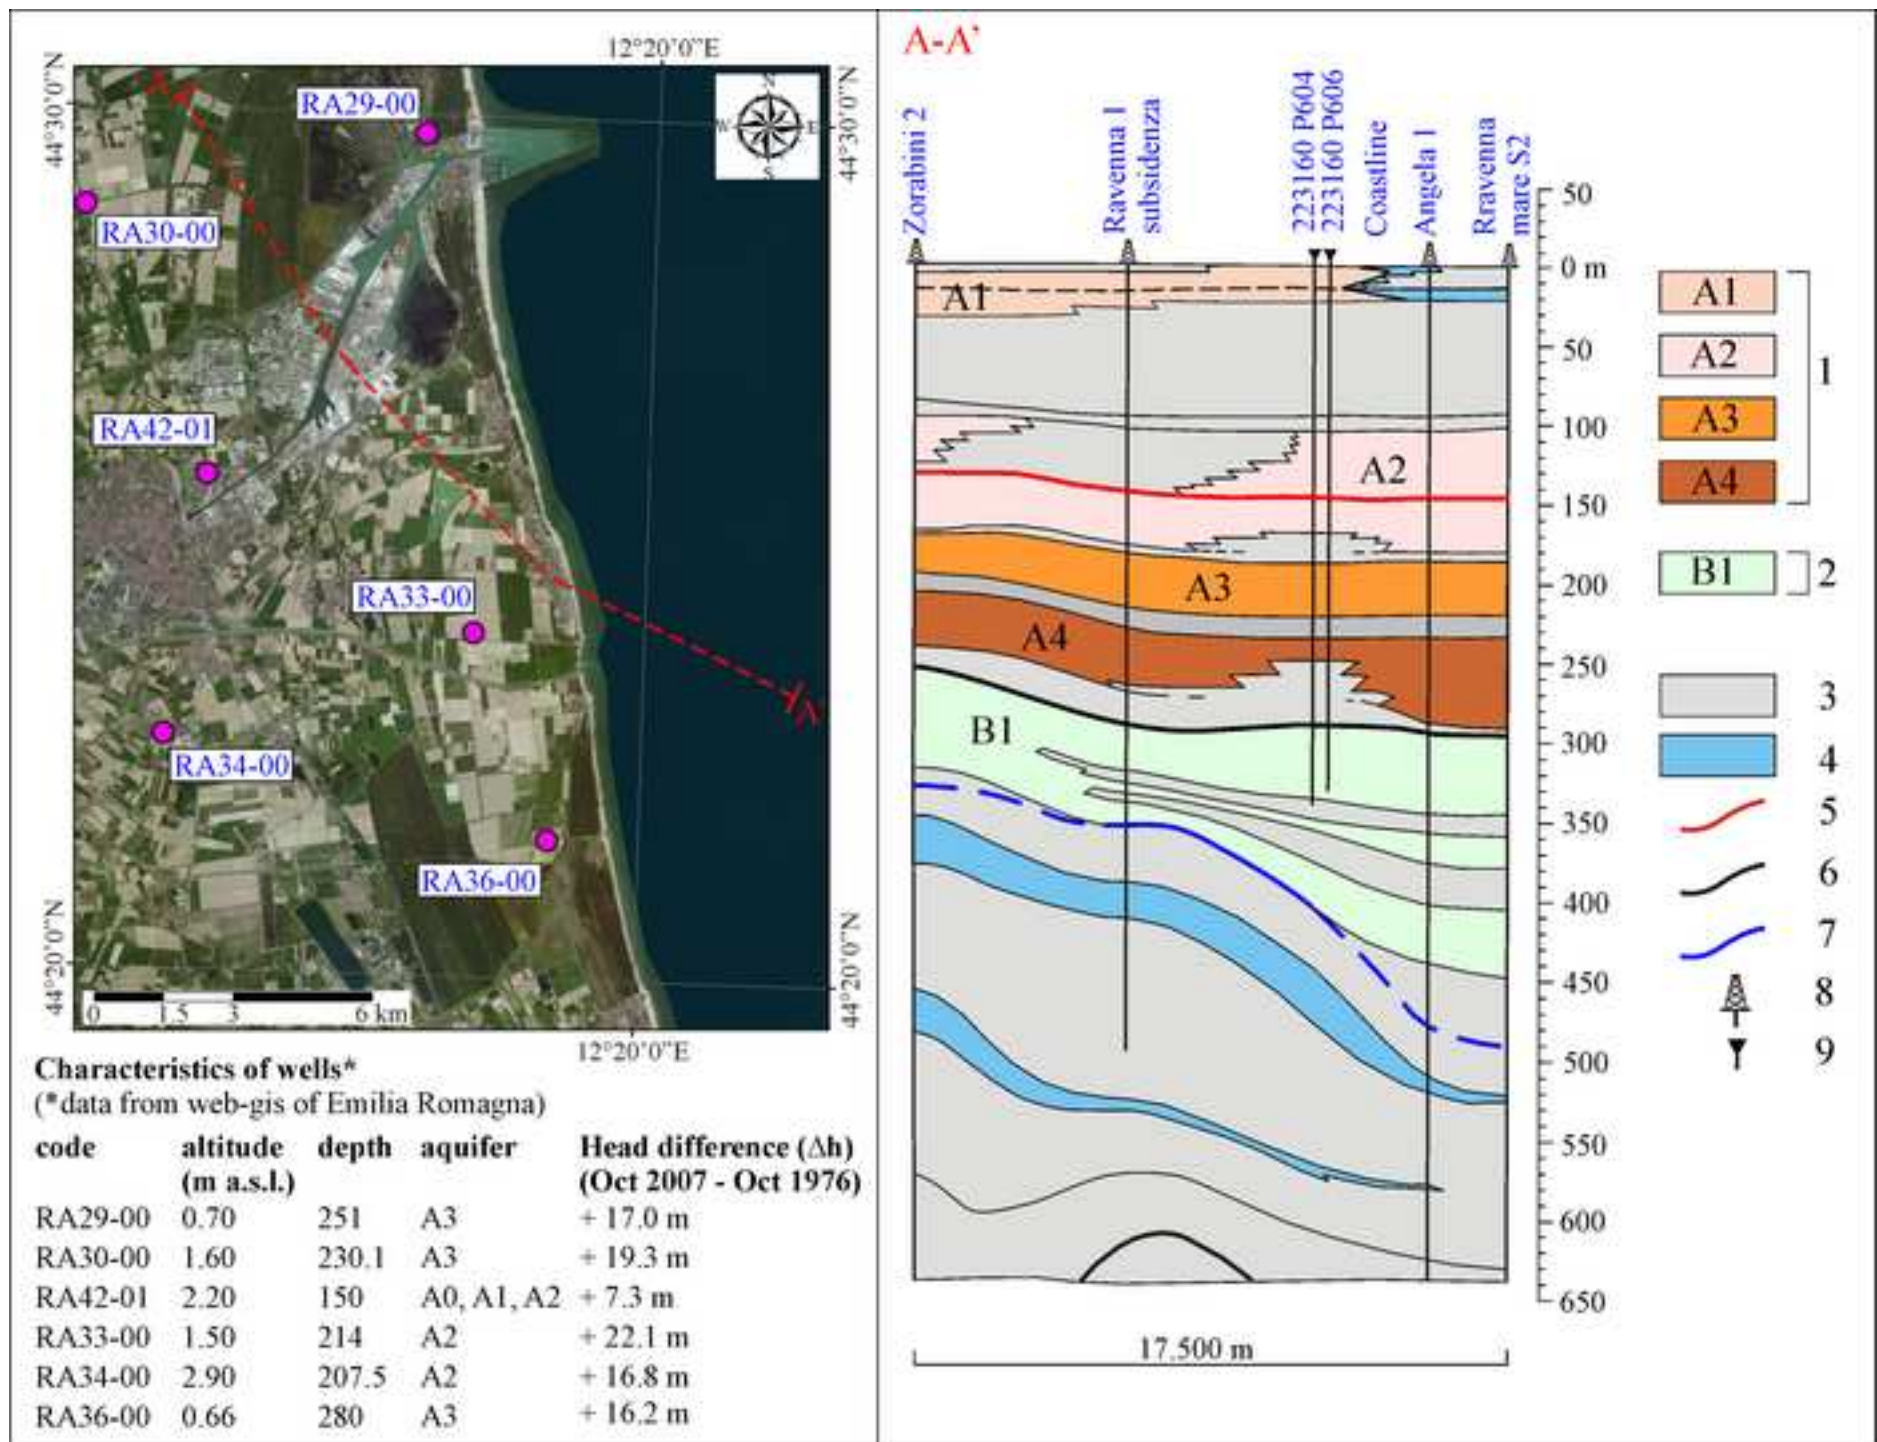 12°20'0"E
44°30'0"N
44°30'0"N
A
N
W
E
S
RA29-00
RA30-00
RA42-01
RA33-00
RA34-00
RA36-00
A'
44°20'0"N
44°20'0"N
0 1.5 3 6 km
12°20'0"E
Characteristics of wells*
(*data from web-gis of Emilia Romagna)
code altitude depth aquifer Head difference (Δh)
(m a.s.l.) (Oct 2007 - Oct 1976)
RA29-00 0.70 251 A3 + 17.0 m
RA30-00 1.60 230.1 A3 + 19.3 m
RA42-01 2.20 150 A0, A1, A2 + 7.3 m
RA33-00 1.50 214 A2 + 22.1 m
RA34-00 2.90 207.5 A2 + 16.8 m
RA36-00 0.66 280 A3 + 16.2 m
A-A'
Zorabini 2
Ravenna 1
subsidenza
223160 P604
223160 P606
Coastline
Angela 1
Rravenna
mare S2
50
0 m
50
100
150
200
250
300
350
400
450
500
550
600
650
A1
A2
A3
A4
B1
17.500 m
A1
A2
A3
A4
1
B1 2
3
4
5
6
7
8
9